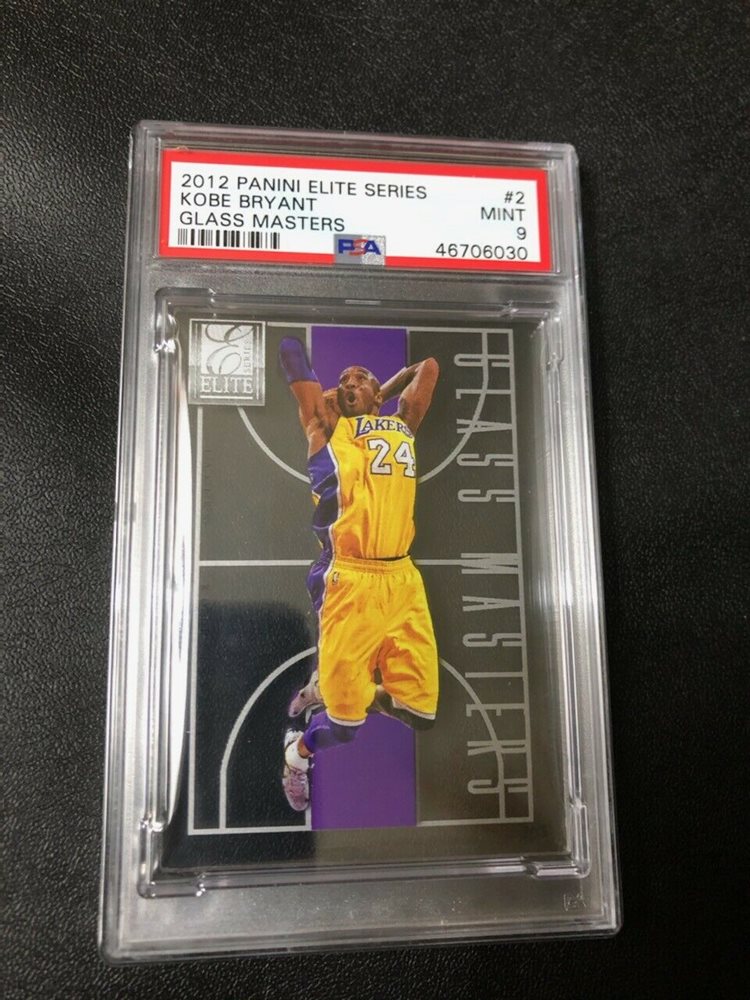 2012 PANINI ELITE SERIES #2
KOBE BRYANT MINT
GLASS MASTERS 9
PSA 46706030
E
SERIES
ELITE
LAKERS
24
GLASS MASTERS